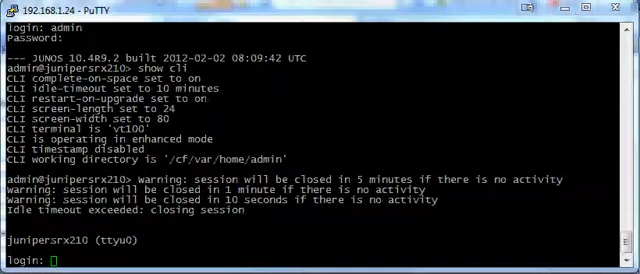 192.168.1.24 - PuTTY
login: admin
Password:
--- JUNOS 10.4R9.2 built 2012-02-02 08:09:42 UTC
admin@junipersrx210> show cli
CLI complete-on-space set to on
CLI idle-timeout set to 10 minutes
CLI restart-on-upgrade set to on
CLI screen-length set to 24
CLI screen-width set to 80
CLI terminal is 'vt100'
CLI is operating in enhanced mode
CLI timestamp disabled
CLI working directory is '/cf/var/home/admin'
admin@junipersrx210> warning: session will be closed in 5 minutes if there is no activity
Warning: session will be closed in 1 minute if there is no activity
Warning: session will be closed in 10 seconds if there is no activity
Idle timeout exceeded: closing session
junipersrx210 (ttyu0)
login: